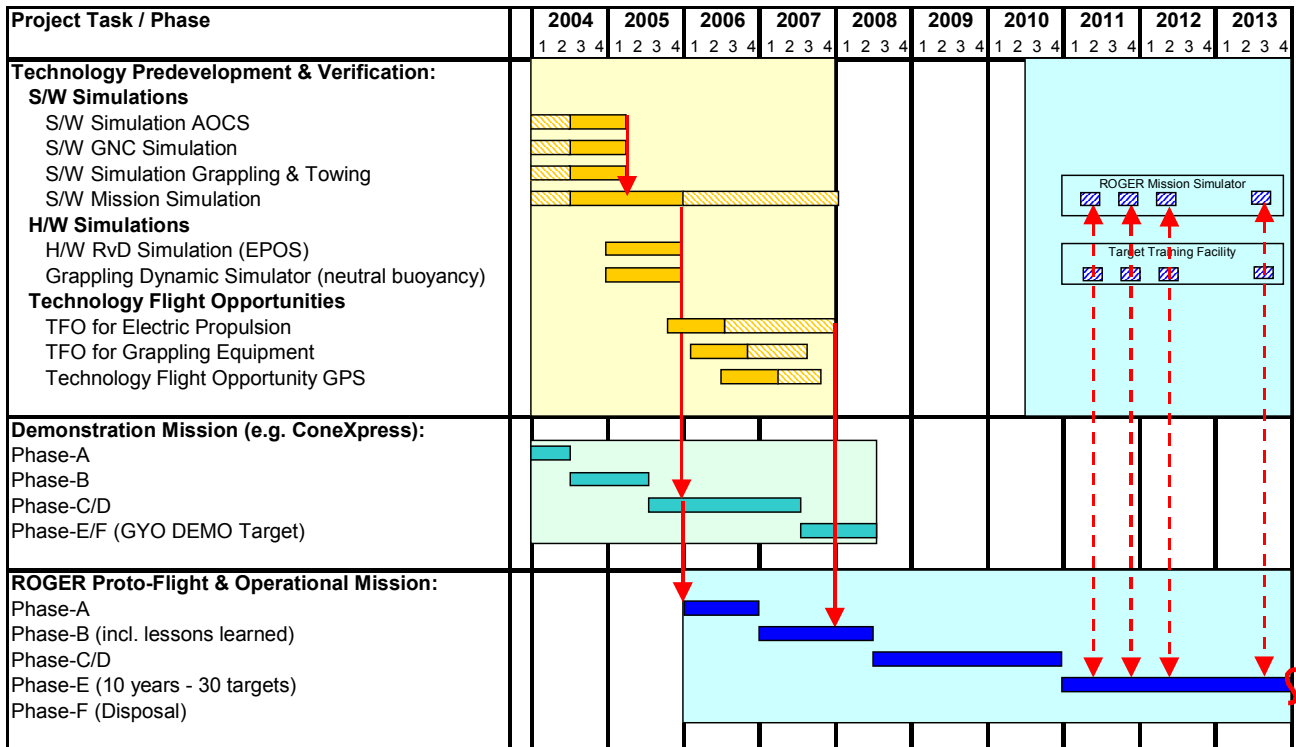 Project Task / Phase 2004 2005 2006 2007 2008 2009 2010 2011 2012 2013
1 2 3 4 1 2 3 4 1 2 3 4 1 2 3 4 1 2 3 4 1 2 3 4 1 2 3 4 1 2 3 4 1 2 3 4 1 2 3 4
Technology Predevelopment & Verification:
S/W Simulations
S/W Simulation AOCS
S/W GNC Simulation
S/W Simulation Grappling & Towing
ROGER Mission Simulator
S/W Mission Simulation
H/W Simulations
H/W RvD Simulation (EPOS)
Target Training Facility
Grappling Dynamic Simulator (neutral buoyancy)
Technology Flight Opportunities
TFO for Electric Propulsion
TFO for Grappling Equipment
Technology Flight Opportunity GPS
Demonstration Mission (e.g. ConeXpress):
Phase-A
Phase-B
Phase-C/D
Phase-E/F (GYO DEMO Target)
ROGER Proto-Flight & Operational Mission:
Phase-A
Phase-B (incl. lessons learned)
Phase-C/D
Phase-E (10 years - 30 targets)
Phase-F (Disposal)